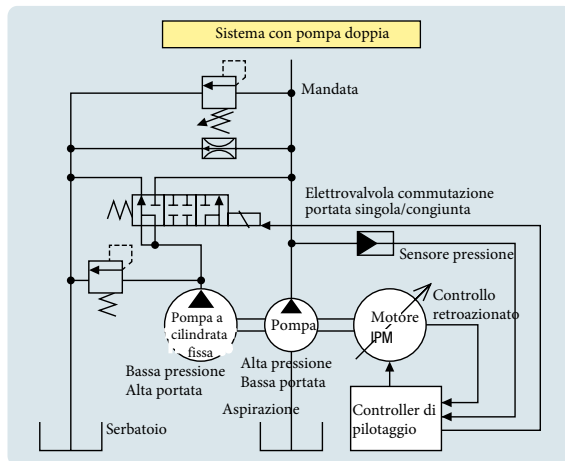 Sistema con pompa doppia
Mandata
Elettrovalvola commutazione
portata singola/congiunta
Sensore pressione
Controllo
retroazionato
Pompa a
cilindrata
fissa
Pompa
Motore
IPM
Bassa pressione
Alta portata
Alta pressione
Bassa portata
Aspirazione
Serbatoio
Controller di
pilotaggio